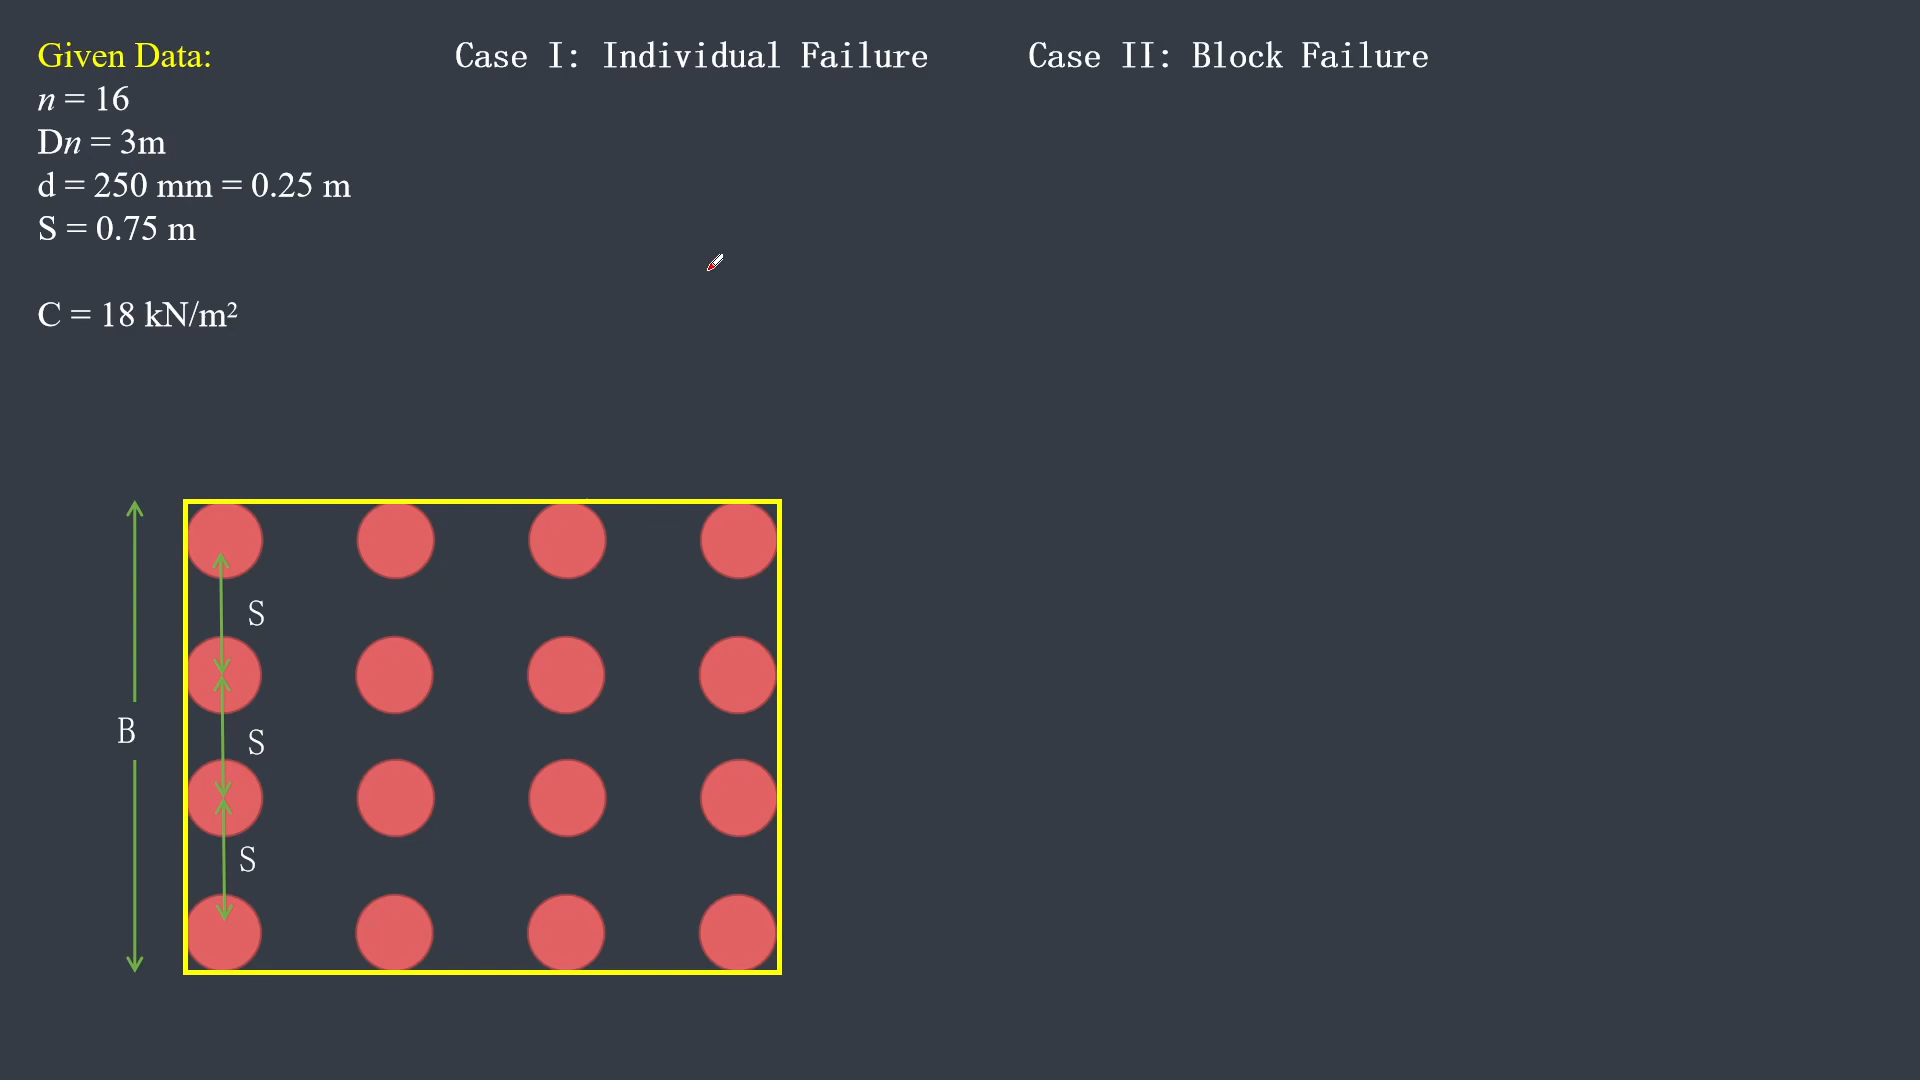 Given Data:
n = 16
Dn = 3m
d = 250 mm = 0.25 m
S = 0.75 m
C = 18 kN/m²
Case I: Individual Failure
Case II: Block Failure
S
B
S
S